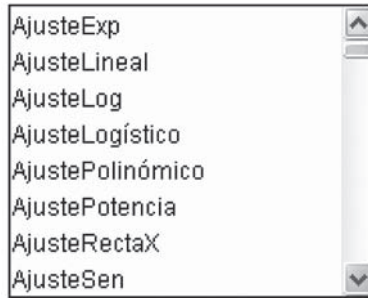 AjusteExp
AjusteLineal
AjusteLog
AjusteLogístico
AjustePolinómico
AjustePotencia
AjusteRectaX
AjusteSen